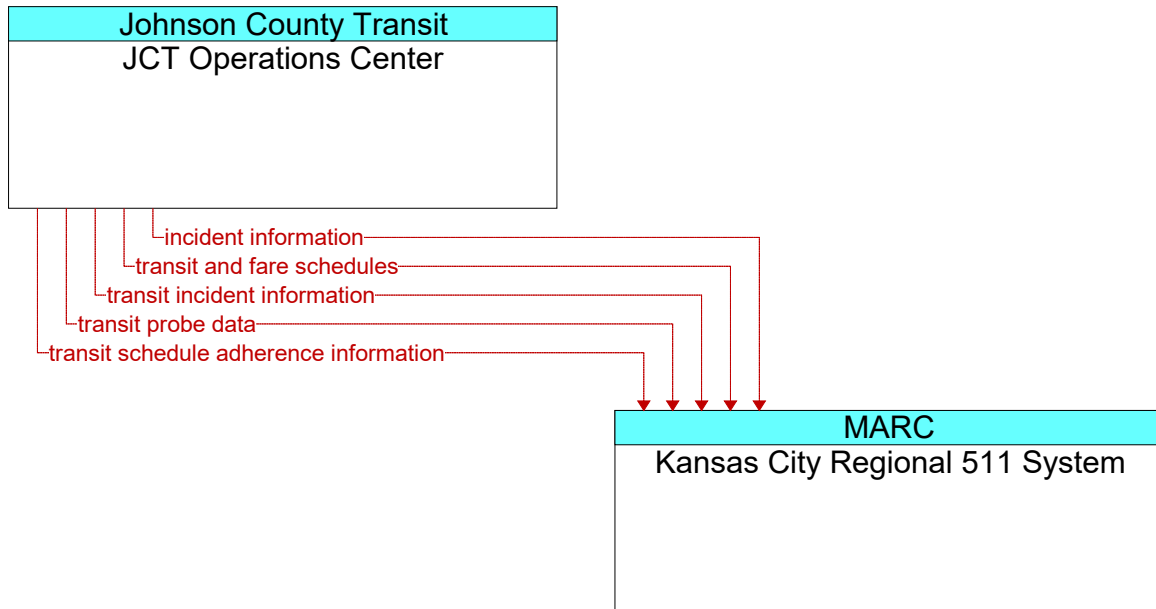 Johnson County Transit
JCT Operations Center
incident information
transit and fare schedules
transit incident information
transit probe data
transit schedule adherence information
MARC
Kansas City Regional 511 System